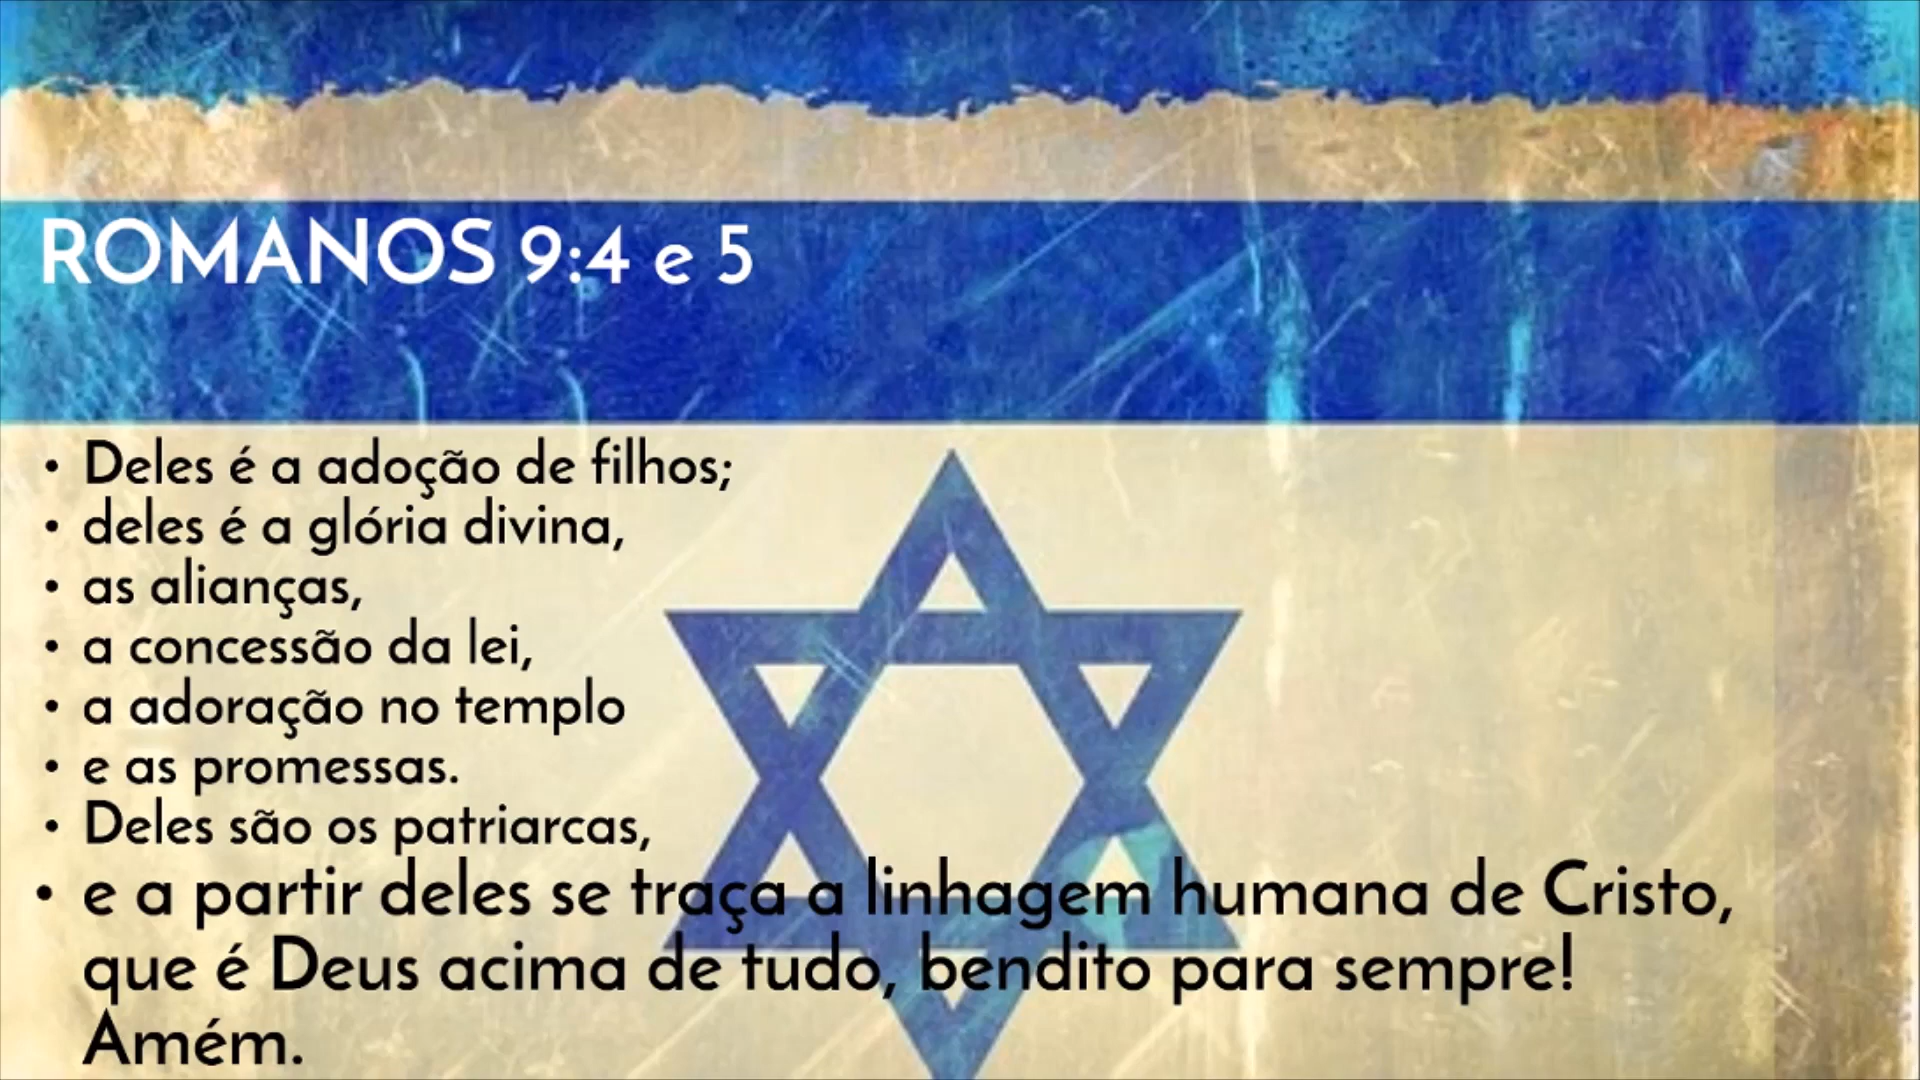 ROMANOS 9:4 e 5
• Deles é a adoção de filhos;
• deles é a glória divina,
• as alianças,
• a concessão da lei,
• a adoração no templo
• e as promessas.
• Deles são os patriarcas,
• e a partir deles se traça a linhagem humana de Cristo,
que é Deus acima de tudo, bendito para sempre!
Amém.